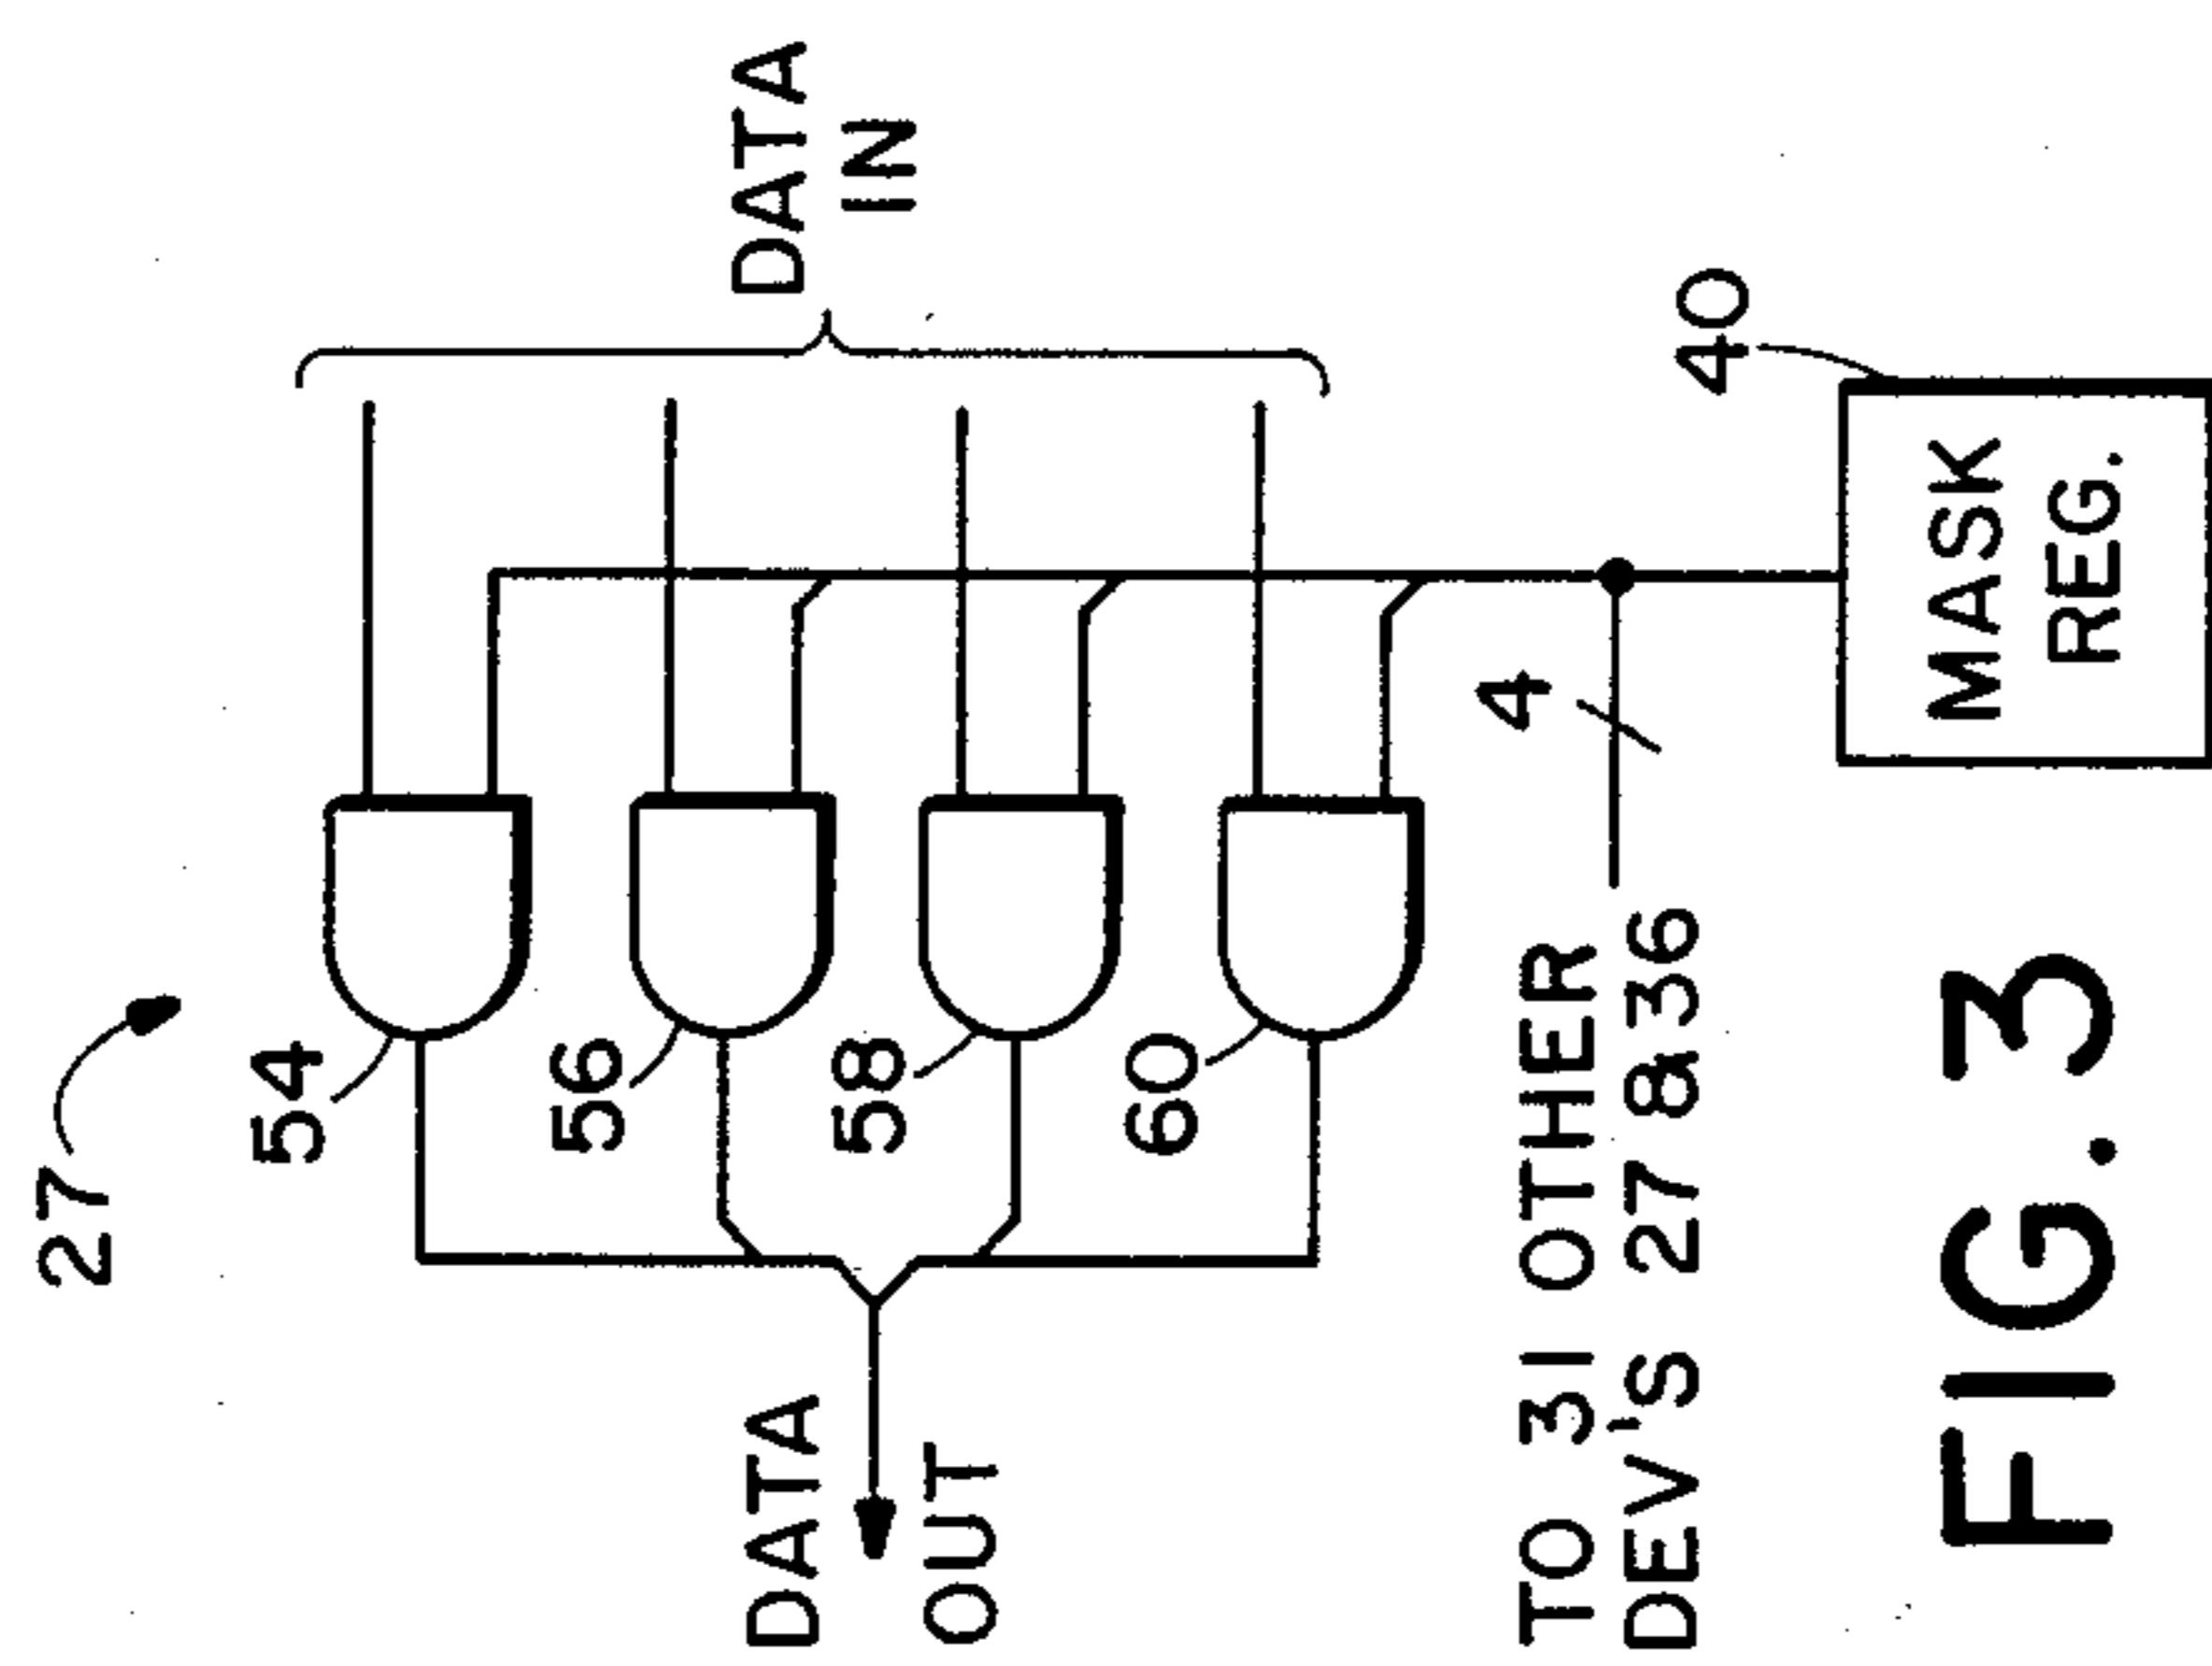 27
54
56
58
60
DATA
IN
DATA
OUT
4
40
TO 31 OTHER
DEV'S 27 & 36
MASK
REG.
FIG. 3